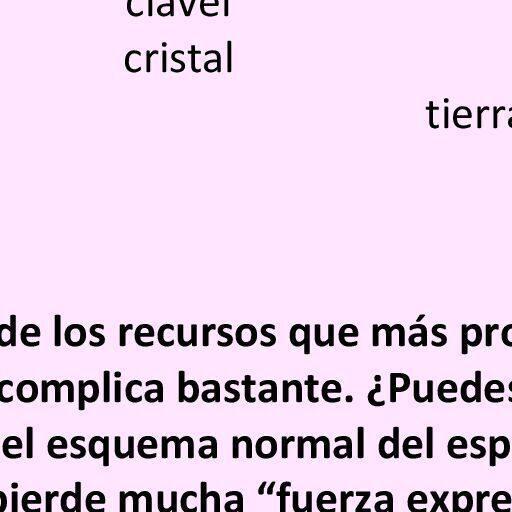 clavel
cristal
tierra
de los recursos que más pro
complica bastante. ¿Puedes
el esquema normal del esp
pierde mucha “fuerza expre